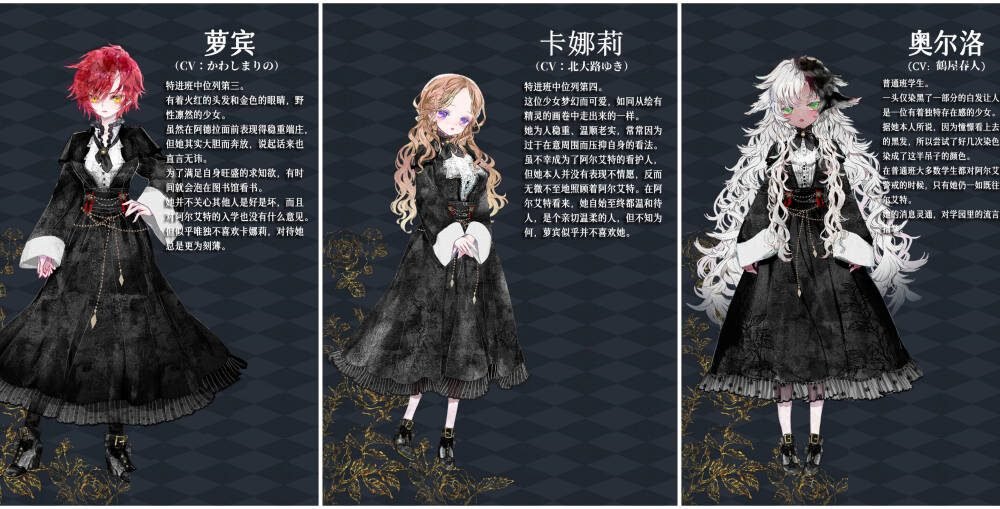 萝宾
（CV：かわしまりの）
特进班中位列第三。
有着火红的头发和金色的眼睛，野
性凛然的少女。
虽然在阿德拉面前表现得稳重端庄，
但她其实大胆而奔放，说起话来也
直言无讳。
为了满足自身旺盛的求知欲，有时
间就会泡在图书馆看书。
她并不关心其他人是好是坏，而且
对阿尔艾特的入学也没有什么意见。
但似乎唯独不喜欢卡娜莉，对待她
总是更为刻薄。
卡娜莉
（CV：北大路ゆき）
特进班中位列第四。
这位少女梦幻而可爱，如同从绘有
精灵的画卷中走出来的一样。
她为人稳重、温顺老实，常常因为
过于在意周围而压抑自身的看法。
虽不幸成为了阿尔艾特的看护人，
但她本人并没有表现不情愿，反而
无微不至地照顾着阿尔艾特。在阿
尔艾特看来，她自始至终都温和待
人，是个亲切温柔的人，但不知为
何，萝宾似乎并不喜欢她。
奥尔洛
（CV：鹤屋春人）
普通班学生。
一头仅染黑了一部分的白发让人
是一位有着独特存在感的少女。
据她本人所说，因为憧憬看上去
的黑发，所以尝试了好几次染色
染成了这半吊子的颜色。
在普通班大多数学生都对阿尔艾
警戒的时候，只有她仍一如既往
尔艾特。
她的消息灵通，对学园里的流言